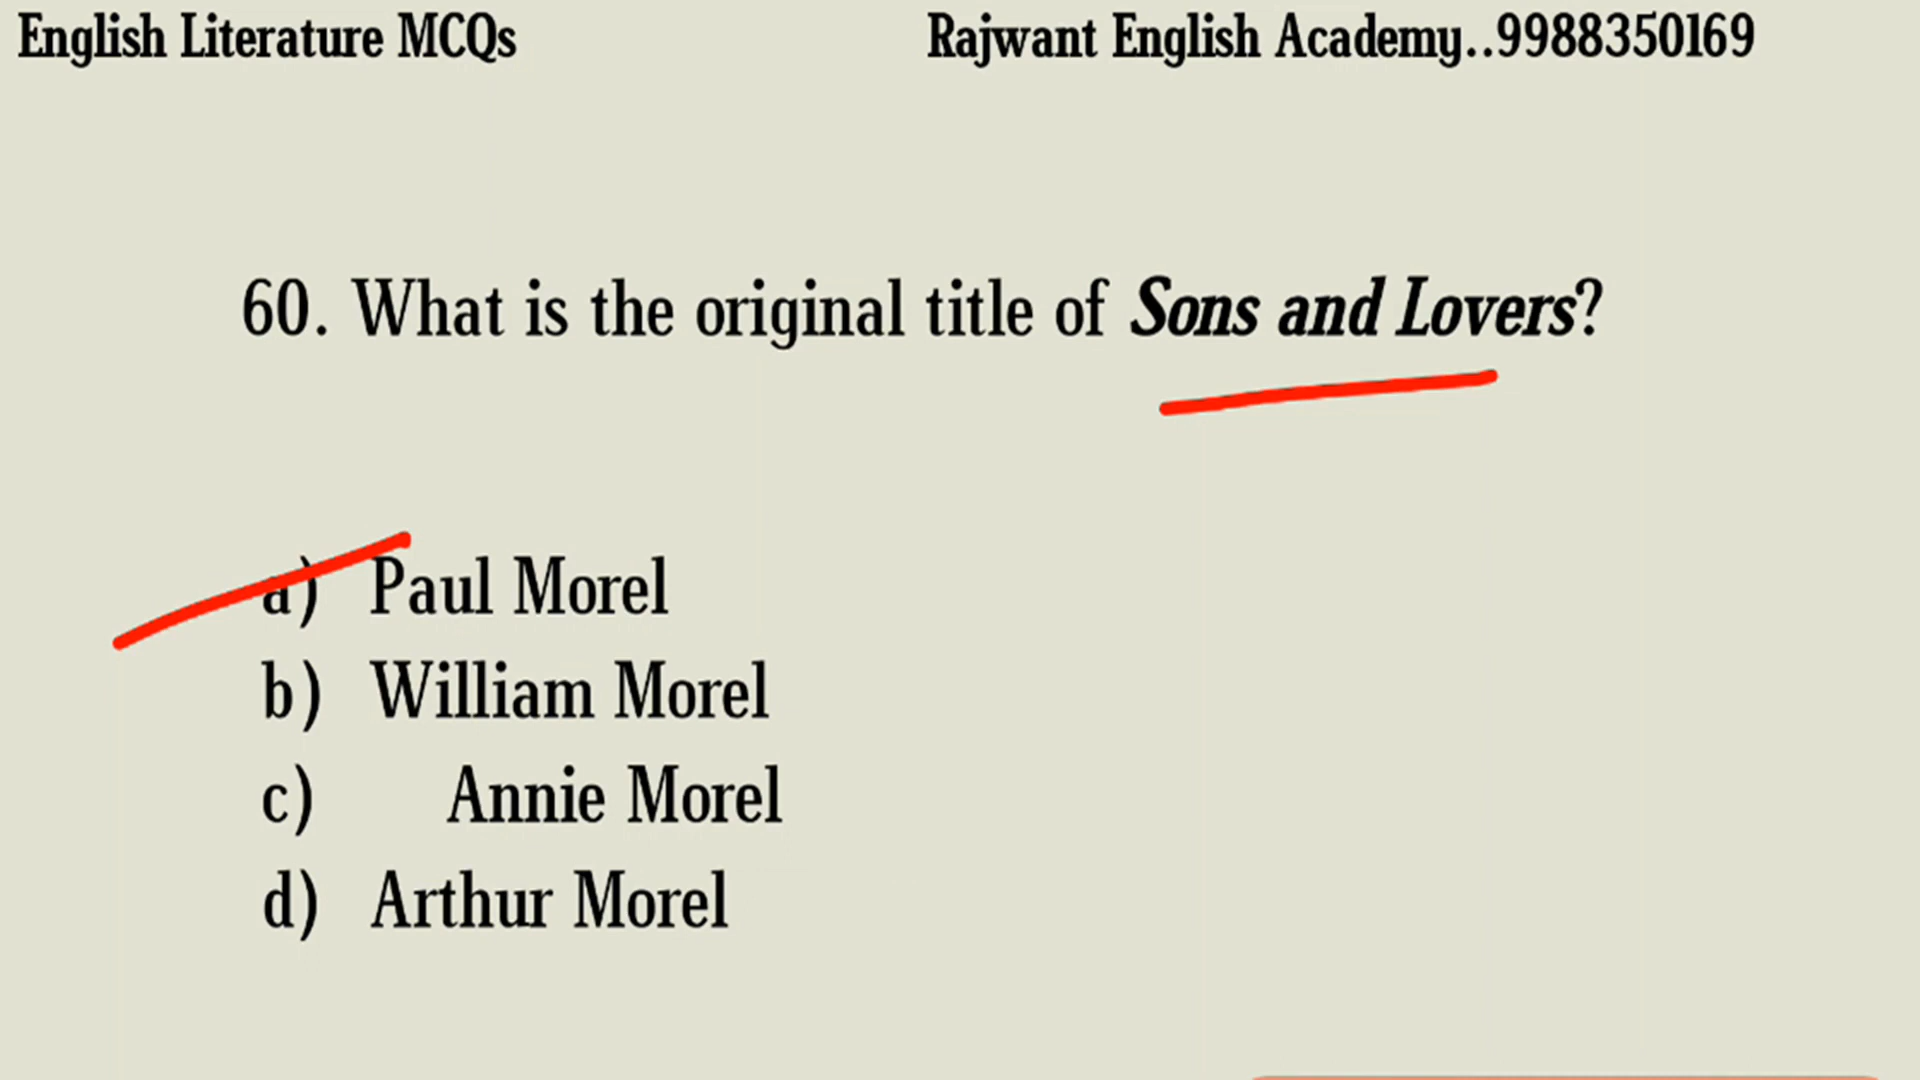 English Literature MCQs
Rajwant English Academy..9988350169
60. What is the original title of Sons and Lovers?
a) Paul Morel
b) William Morel
c) Annie Morel
d) Arthur Morel